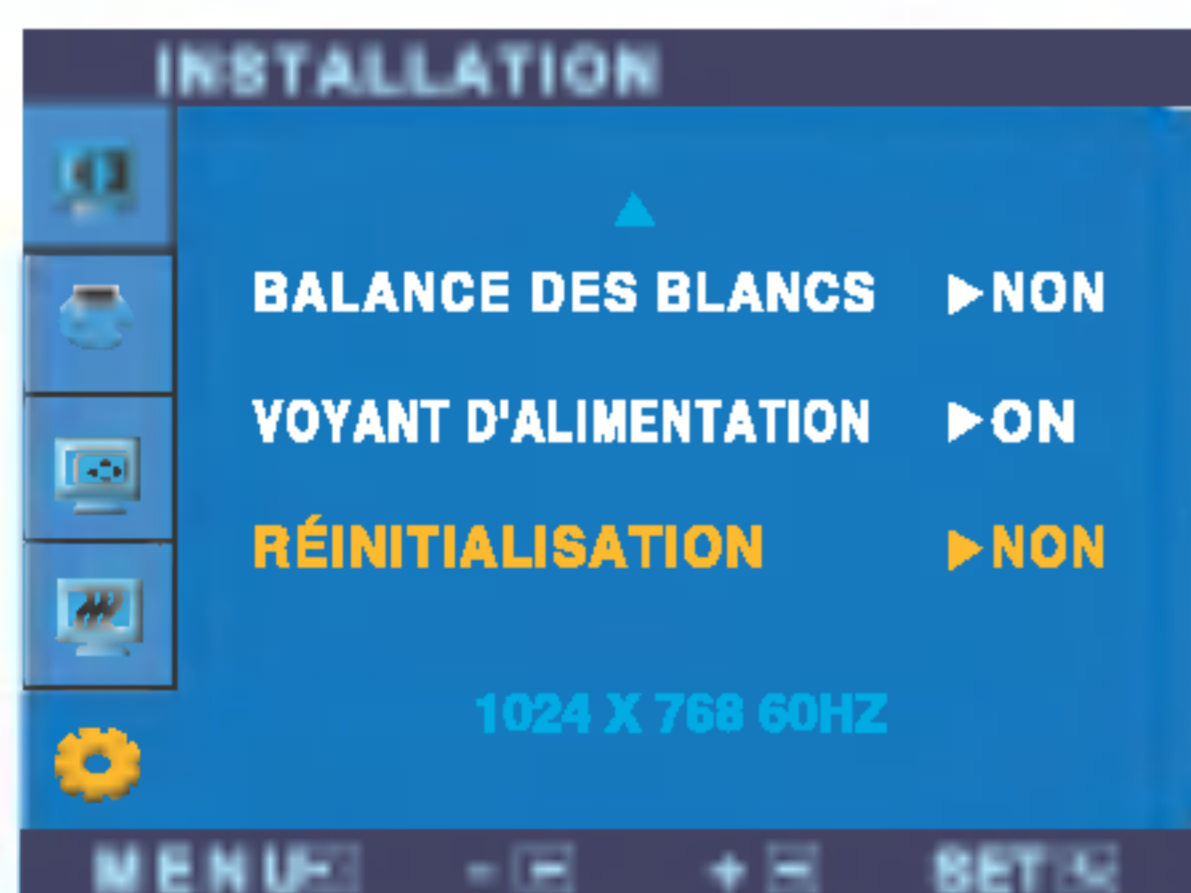 INSTALLATION
BALANCE DES BLANCS ▶NON
VOYANT D'ALIMENTATION ▶ON
RÉINITIALISATION ▶NON
1024 X 768 60HZ
MENU - + SET